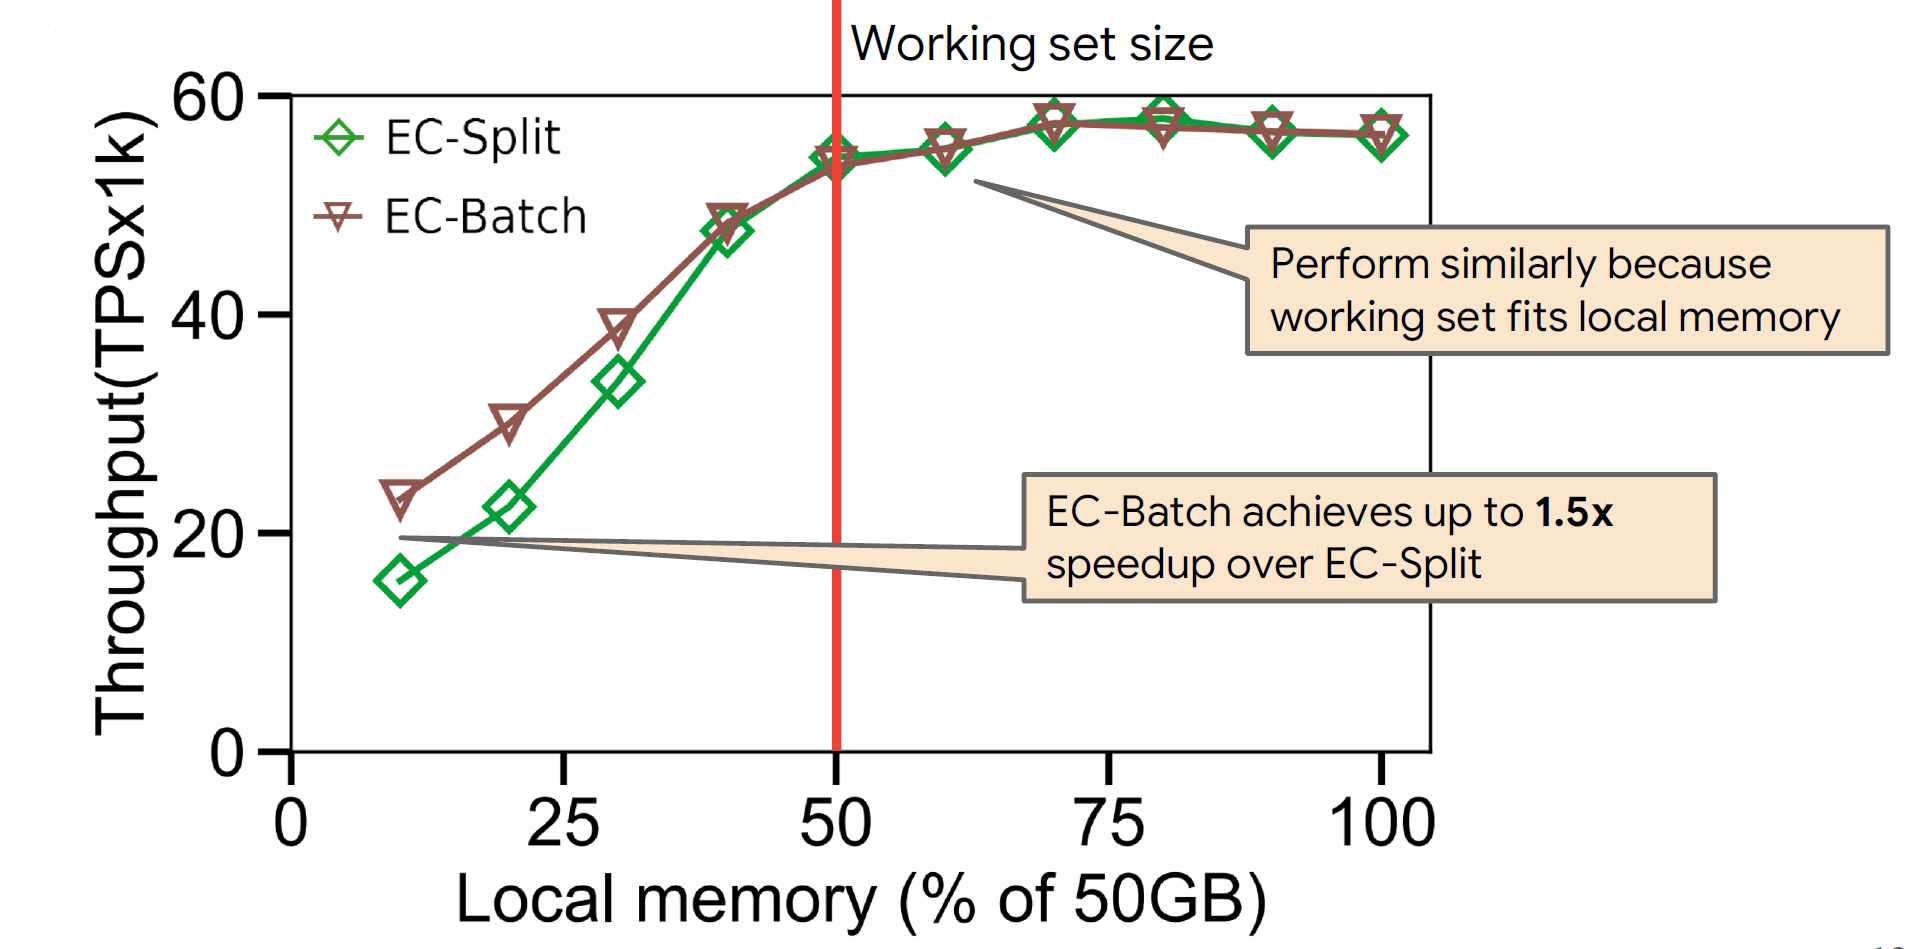 Working set size
60
EC-Split
EC-Batch
40
20
0
Throughput(TPSx1k)
Perform similarly because
working set fits local memory
EC-Batch achieves up to 1.5x
speedup over EC-Split
0 25 50 75 100
Local memory (% of 50GB)